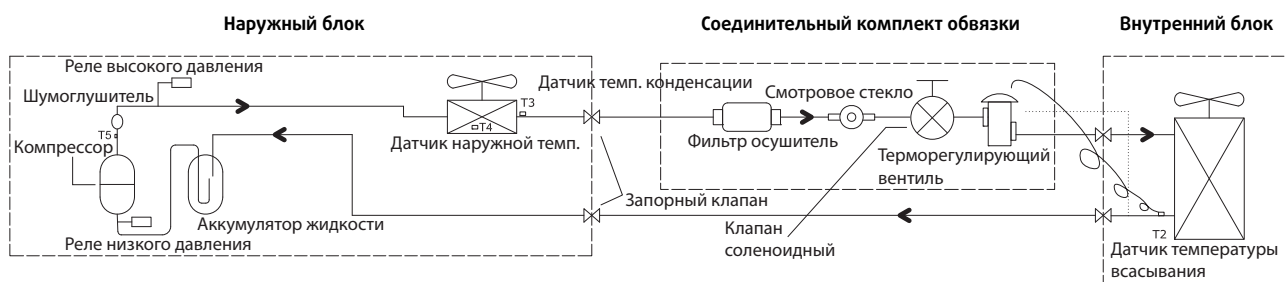 Наружный блок
Соединительный комплект обвязки
Внутренний блок
Реле высокого давления
Шумоглушитель
T5
Компрессор
T3
T4
Датчик темп. конденсации
Датчик наружной темп.
Аккумулятор жидкости
Реле низкого давления
Запорный клапан
Смотровое стекло
Фильтр осушитель
Терморегулирующий
вентиль
Клапан
соленоидный
T2
Датчик температуры
всасывания